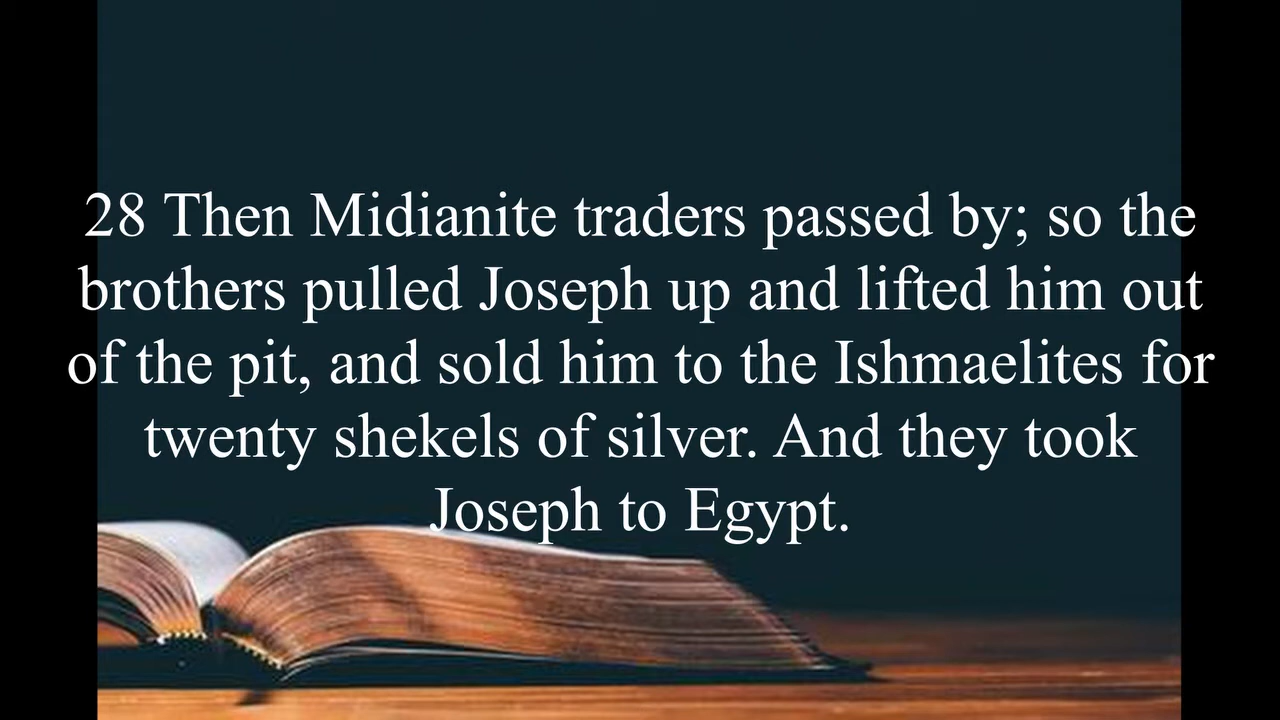 28 Then Midianite traders passed by; so the
brothers pulled Joseph up and lifted him out
of the pit, and sold him to the Ishmaelites for
twenty shekels of silver. And they took
Joseph to Egypt.